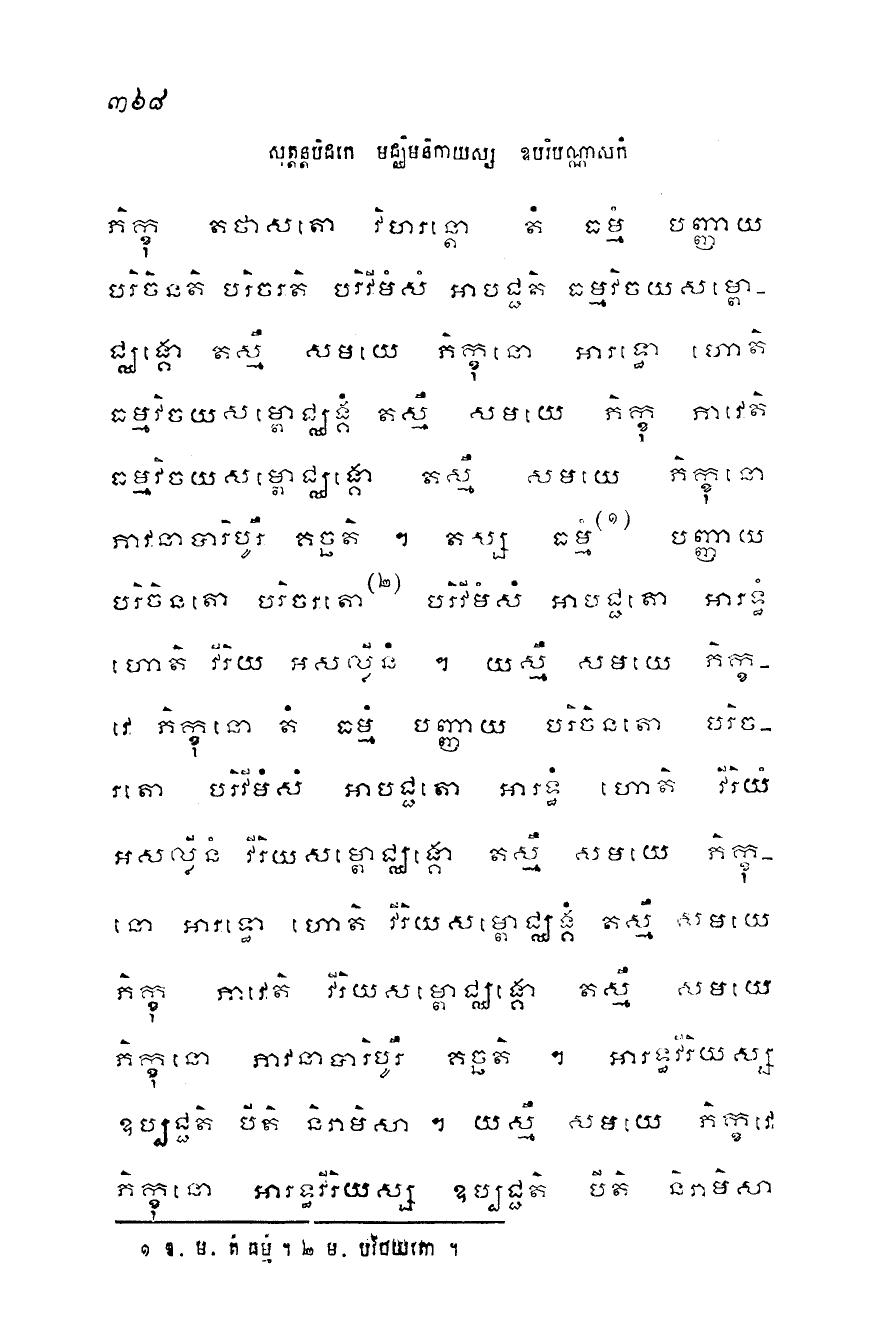 ៣៦៨
សុត្តន្តបិដកេ មជ្ឈិមនិកាយស្ស ឧបរិបណ្ណាសកំ
ភិក្ខុ តថាសតោ វិហរន្តោ តំ ធម្មំ បញ្ញាយ
បរិចិនតិ បរិចរតិ បរិវីមំសំ អាបជ្ជតិ ធម្មវិចយសម្ពោ-
ជ្ឈង្គោ តស្មឹ សមយេ ភិក្ខុនោ អារទ្ធោ ហោតិ
ធម្មវិចយសម្ពោជ្ឈង្គំ តស្មឹ សមយេ ភិក្ខុ ភាវេតិ
ធម្មវិចយសម្ពោជ្ឈង្គោ តស្មឹ សមយេ ភិក្ខុនោ
ភាវនាបារិបូរឹ គច្ឆតិ ។ តស្ស ធម្មំ(១) បញ្ញាយ
បរិចិនតោ បរិចរតោ(២) បរិវីមំសំ អាបជ្ជតោ អារទ្ធំ
ហោតិ វីរិយ អសល្លីនំ ។ យស្មឹ សមយេ ភិក្ខ-
វេ ភិក្ខុនោ តំ ធម្មំ បញ្ញាយ បរិចិនតោ បរិច-
រតោ បរិវីមំសំ អាបជ្ជតោ អារទ្ធំ ហោតិ វីរិយំ
អសល្លីនំ វីរិយសម្ពោជ្ឈង្គោ តស្មឹ សមយេ ភិក្ខុ-
នោ អារទ្ធោ ហោតិ វីរិយសម្ពោជ្ឈង្គំ តស្មឹ សមយេ
ភិក្ខុ ភាវេតិ វីរិយសម្ពោជ្ឈង្គោ តស្មឹ សមយេ
ភិក្ខុនោ ភាវនាបារិបូរឹ គច្ឆតិ ។ អារទ្ធវីរិយស្ស
ឧប្បជ្ជតិ បីតិ និរាមិសា ។ យស្មឹ សមយេ ភិក្ខវេ
ភិក្ខុនោ អារទ្ធវីរិយស្ស ឧប្បជ្ជតិ បីតិ និរាមិសា
១ ឱ. ម. តំ ធម្មំ ។ ២ ម. បវិជយតោ ។